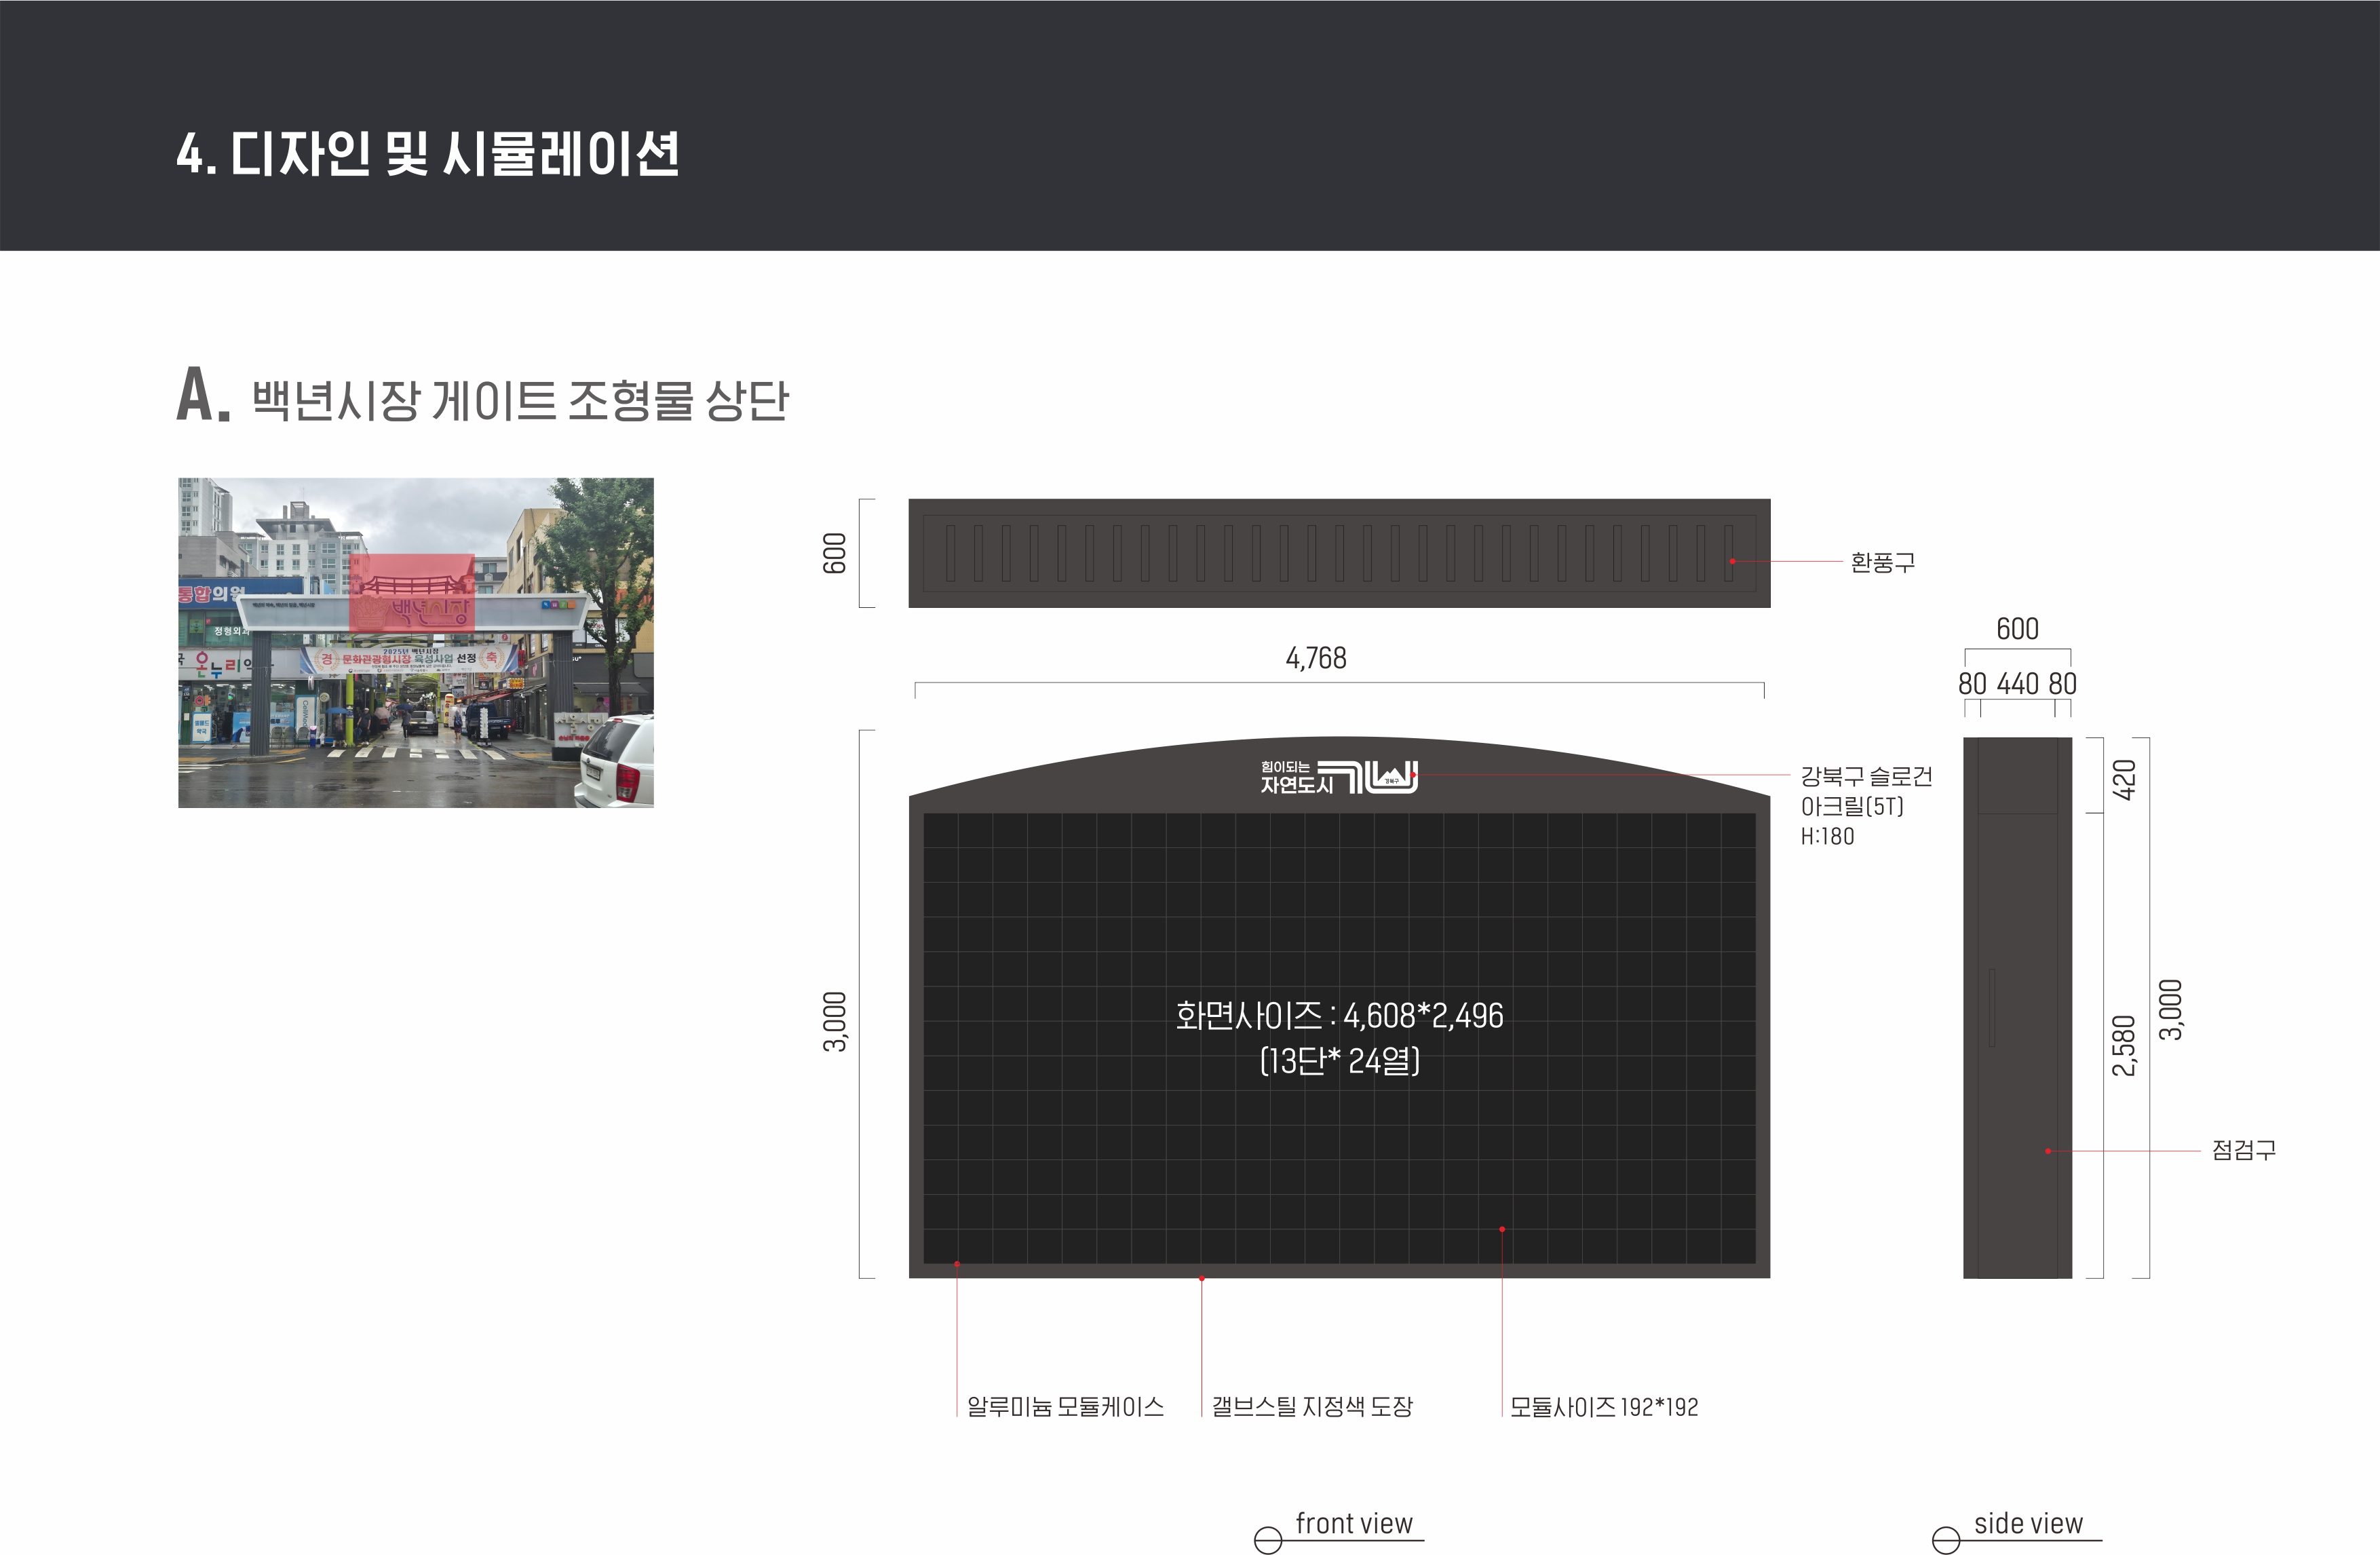 4. 디자인 및 시뮬레이션
A. 백년시장 게이트 조형물 상단
통합의원
정형외과
온누리약
백년시장
2025년 백년시장
경 문화관광형시장 육성사업 선정 축
600
환풍구
4,768
3,000
힘이되는
자연도시
강북구
강북구 슬로건
아크릴(5T)
H:180
화면사이즈 : 4,608*2,496
(13단* 24열)
알루미늄 모듈케이스
갤브스틸 지정색 도장
모듈사이즈 192*192
600
80 440 80
420
2,580
3,000
점검구
front view
side view